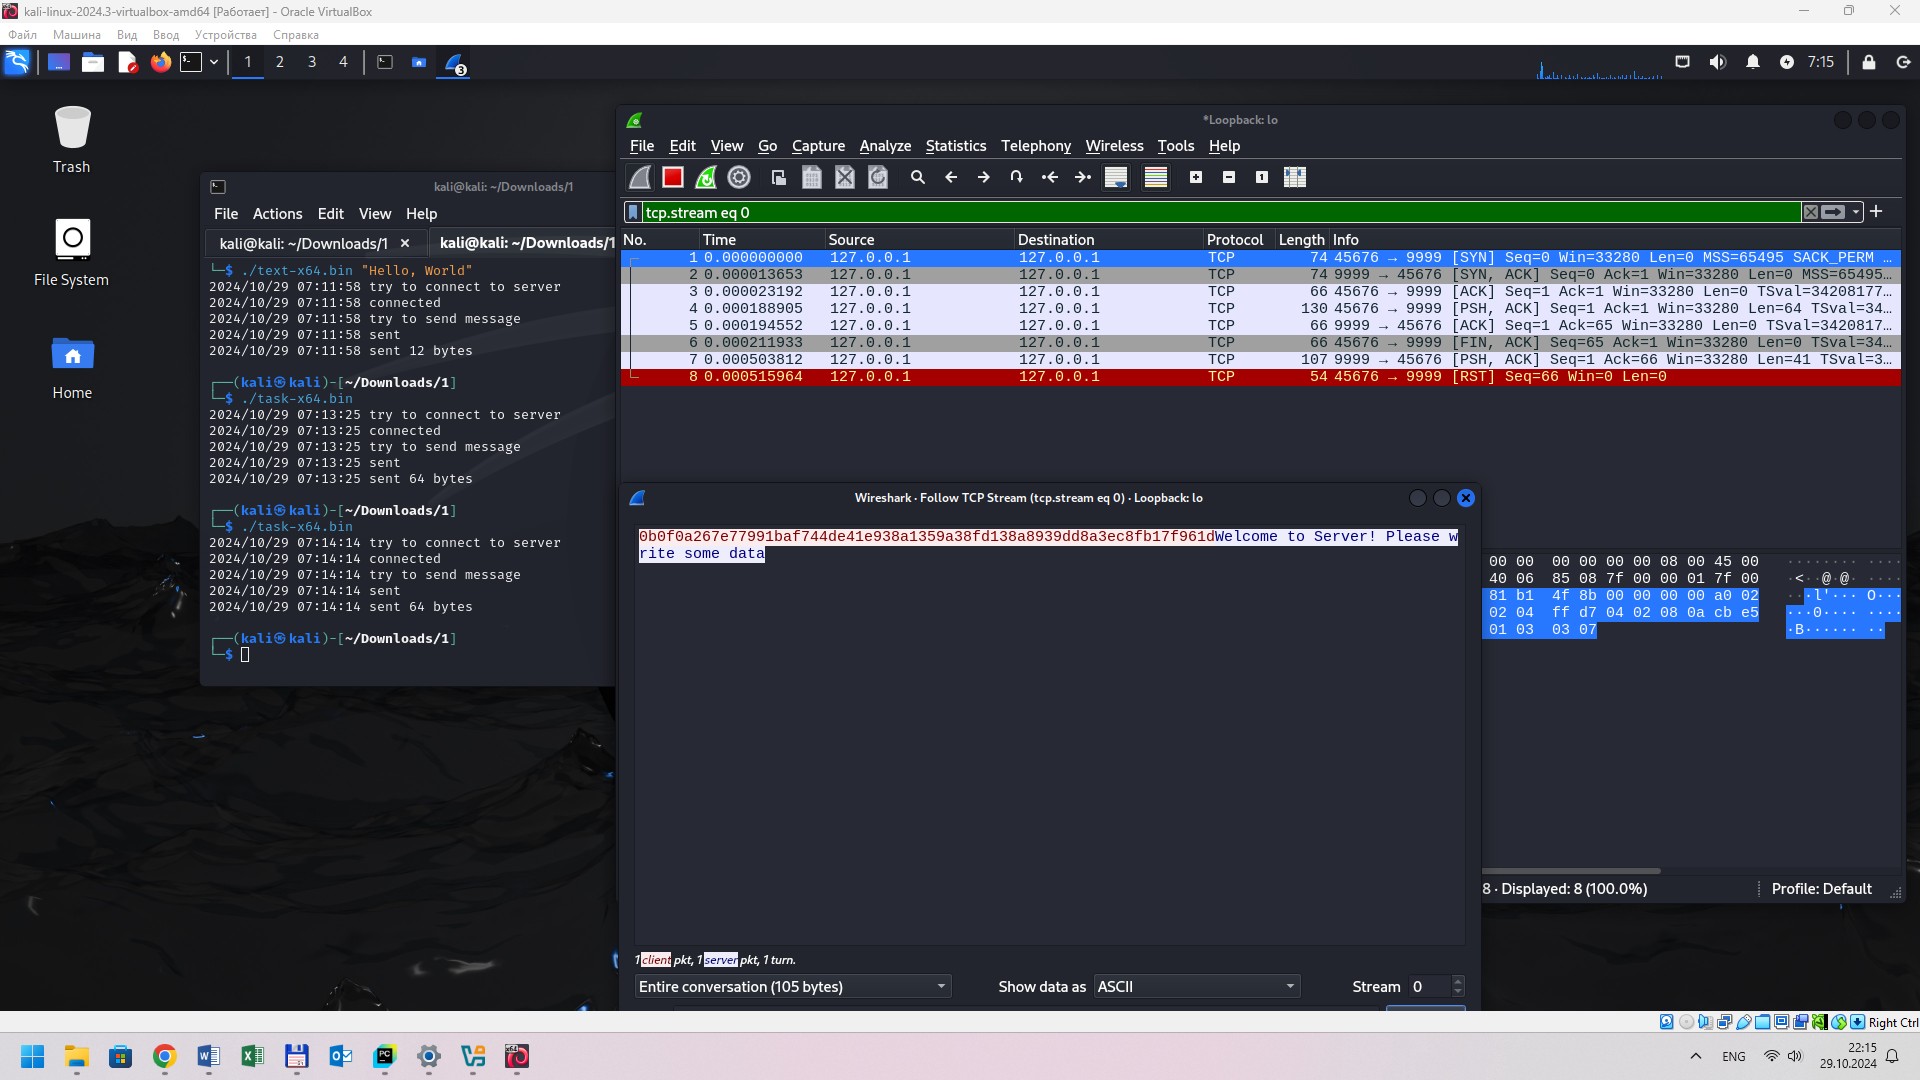 kali-linux-2024.3-virtualbox-amd64 [Работает] - Oracle VirtualBox
Файл Машина Вид Ввод Устройства Справка
1 2 3 4 3 7:15
Trash
File System
Home
kali@kali: ~/Downloads/1
File Actions Edit View Help
kali@kali: ~/Downloads/1 × kali@kali: ~/Downloads/1
└─$ ./text-x64.bin "Hello, World"
2024/10/29 07:11:58 try to connect to server
2024/10/29 07:11:58 connected
2024/10/29 07:11:58 try to send message
2024/10/29 07:11:58 sent
2024/10/29 07:11:58 sent 12 bytes
┌──(kali㉿kali)-[~/Downloads/1]
└─$ ./task-x64.bin
2024/10/29 07:13:25 try to connect to server
2024/10/29 07:13:25 connected
2024/10/29 07:13:25 try to send message
2024/10/29 07:13:25 sent
2024/10/29 07:13:25 sent 64 bytes
┌──(kali㉿kali)-[~/Downloads/1]
└─$ ./task-x64.bin
2024/10/29 07:14:14 try to connect to server
2024/10/29 07:14:14 connected
2024/10/29 07:14:14 try to send message
2024/10/29 07:14:14 sent
2024/10/29 07:14:14 sent 64 bytes
┌──(kali㉿kali)-[~/Downloads/1]
└─$
*Loopback: lo
File Edit View Go Capture Analyze Statistics Telephony Wireless Tools Help
tcp.stream eq 0
No. Time Source Destination Protocol Length Info
1 0.000000000 127.0.0.1 127.0.0.1 TCP 74 45676 → 9999 [SYN] Seq=0 Win=33280 Len=0 MSS=65495 SACK_PERM …
2 0.000013653 127.0.0.1 127.0.0.1 TCP 74 9999 → 45676 [SYN, ACK] Seq=0 Ack=1 Win=33280 Len=0 MSS=65495…
3 0.000023192 127.0.0.1 127.0.0.1 TCP 66 45676 → 9999 [ACK] Seq=1 Ack=1 Win=33280 Len=0 TSval=34208177…
4 0.000188905 127.0.0.1 127.0.0.1 TCP 130 45676 → 9999 [PSH, ACK] Seq=1 Ack=1 Win=33280 Len=64 TSval=34…
5 0.000194552 127.0.0.1 127.0.0.1 TCP 66 9999 → 45676 [ACK] Seq=1 Ack=65 Win=33280 Len=0 TSval=3420817…
6 0.000211933 127.0.0.1 127.0.0.1 TCP 66 45676 → 9999 [FIN, ACK] Seq=65 Ack=1 Win=33280 Len=0 TSval=34…
7 0.000503812 127.0.0.1 127.0.0.1 TCP 107 9999 → 45676 [PSH, ACK] Seq=1 Ack=66 Win=33280 Len=41 TSval=3…
8 0.000515964 127.0.0.1 127.0.0.1 TCP 54 45676 → 9999 [RST] Seq=66 Win=0 Len=0
Wireshark · Follow TCP Stream (tcp.stream eq 0) · Loopback: lo
0b0f0a267e77991baf744de41e938a1359a38fd138a8939dd8a3ec8fb17f961dWelcome to Server! Please w
rite some data
00 00 00 00 00 00 08 00 45 00 ········ ····
40 06 85 08 7f 00 00 01 7f 00 ·<··@·@· ····
81 b1 4f 8b 00 00 00 00 a0 02 ···l'··· O···
02 04 ff d7 04 02 08 0a cb e5 ···0···· ····
01 03 03 07 ·B······ ··
8 · Displayed: 8 (100.0%) Profile: Default
1 client pkt, 1 server pkt, 1 turn.
Entire conversation (105 bytes) Show data as ASCII Stream 0
Right Ctrl
ENG 22:15
29.10.2024